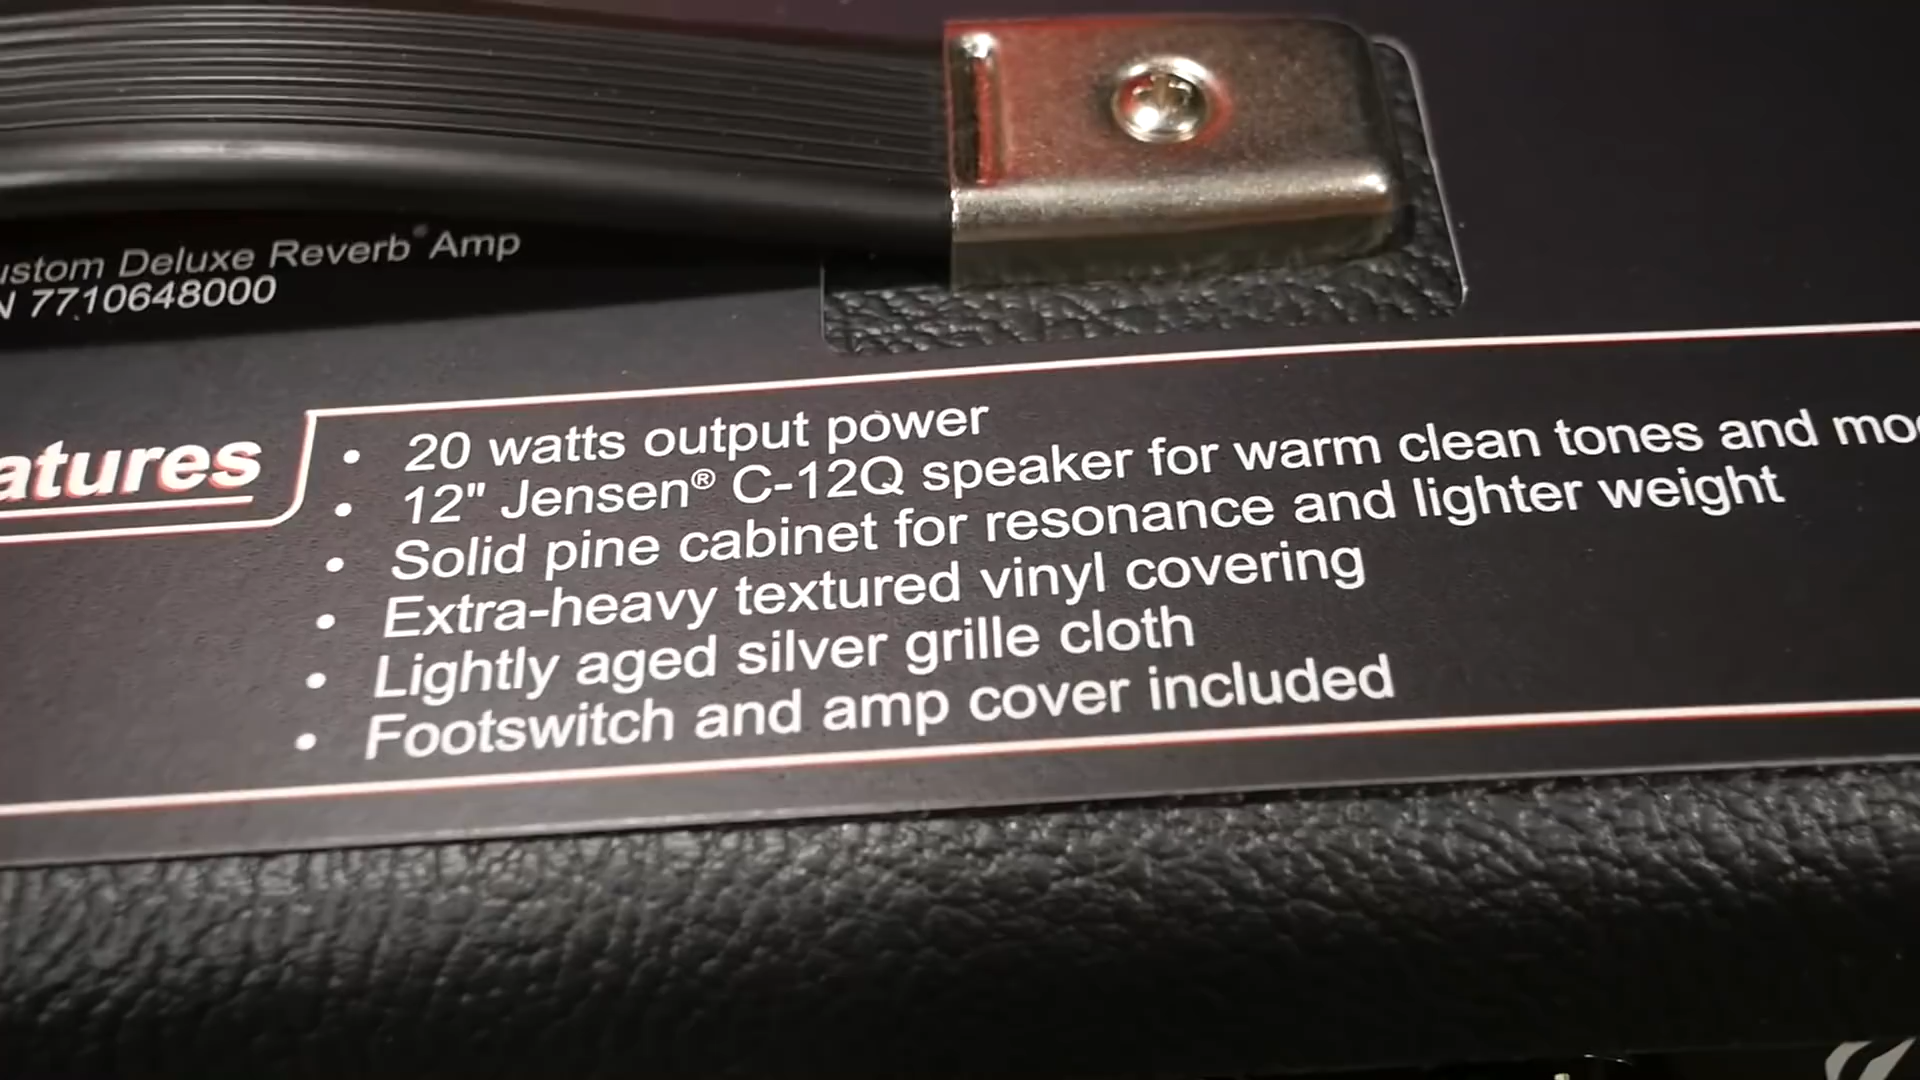 ustom Deluxe Reverb® Amp
N 7710648000
atures
• 20 watts output power
• 12" Jensen® C-12Q speaker for warm clean tones and mo
• Solid pine cabinet for resonance and lighter weight
• Extra-heavy textured vinyl covering
• Lightly aged silver grille cloth
• Footswitch and amp cover included